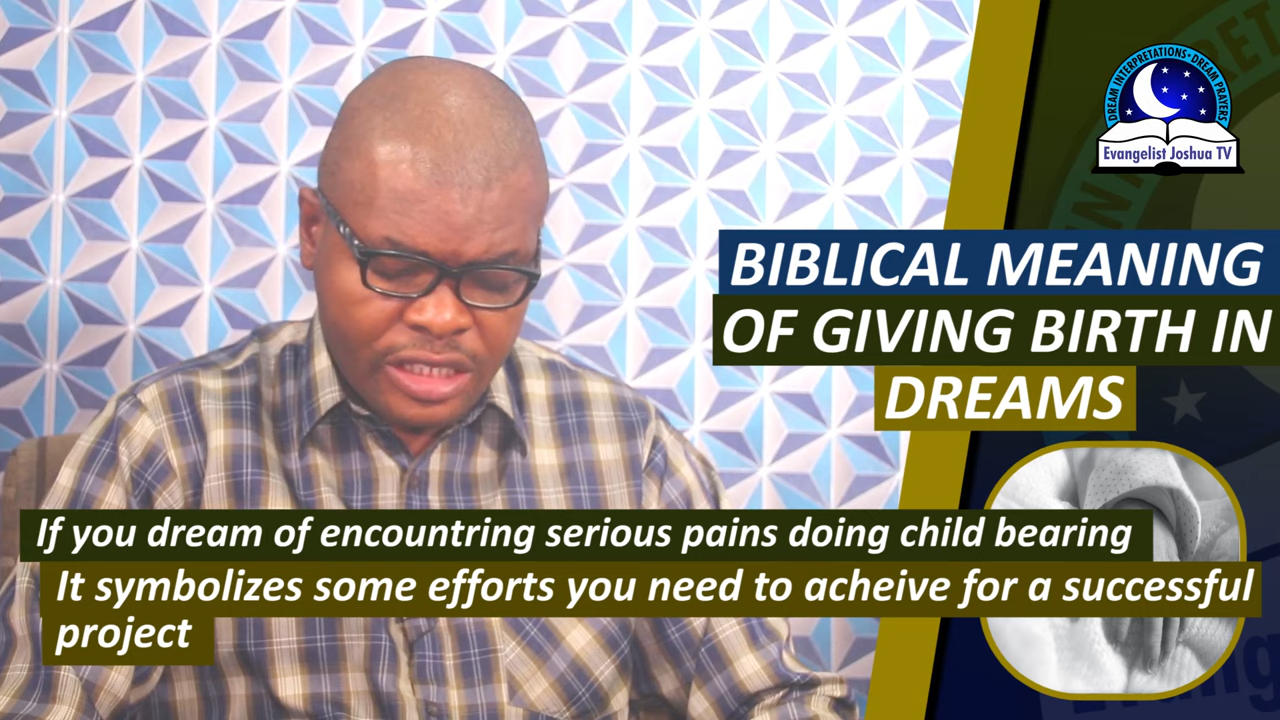 DREAM INTERPRETATIONS • DREAM PRAYERS
Evangelist Joshua TV
BIBLICAL MEANING
OF GIVING BIRTH IN
DREAMS
If you dream of encountring serious pains doing child bearing
It symbolizes some efforts you need to acheive for a successful
project